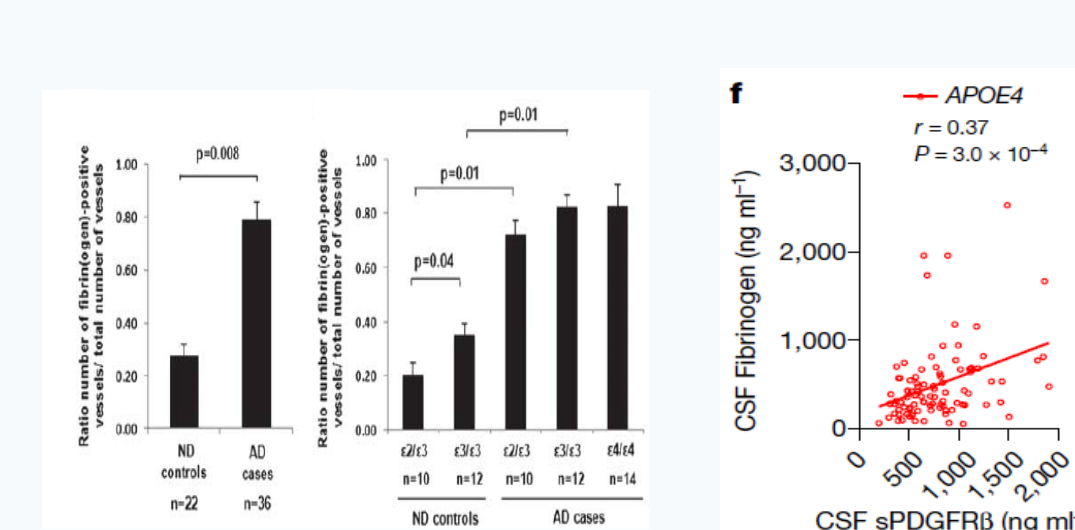 Ratio number of fibrin(ogen)-positive
vessels/ total number of vessels
p=0.008
1.00
0.80
0.60
0.40
0.20
0.00
ND
controls
n=22
AD
cases
n=36
Ratio number of fibrin(ogen)-positive
vessels/ total number of vessels
p=0.01
p=0.01
p=0.04
1.00
0.80
0.60
0.40
0.20
0.00
ε2/ε3 ε3/ε3 ε2/ε3 ε3/ε3 ε4/ε4
n=10 n=12 n=10 n=12 n=14
ND controls AD cases
f
APOE4
r = 0.37
P = 3.0 × 10⁻⁴
CSF Fibrinogen (ng ml⁻¹)
3,000
2,000
1,000
0
0 500 1,000 1,500 2,000
CSF sPDGFRβ (ng ml